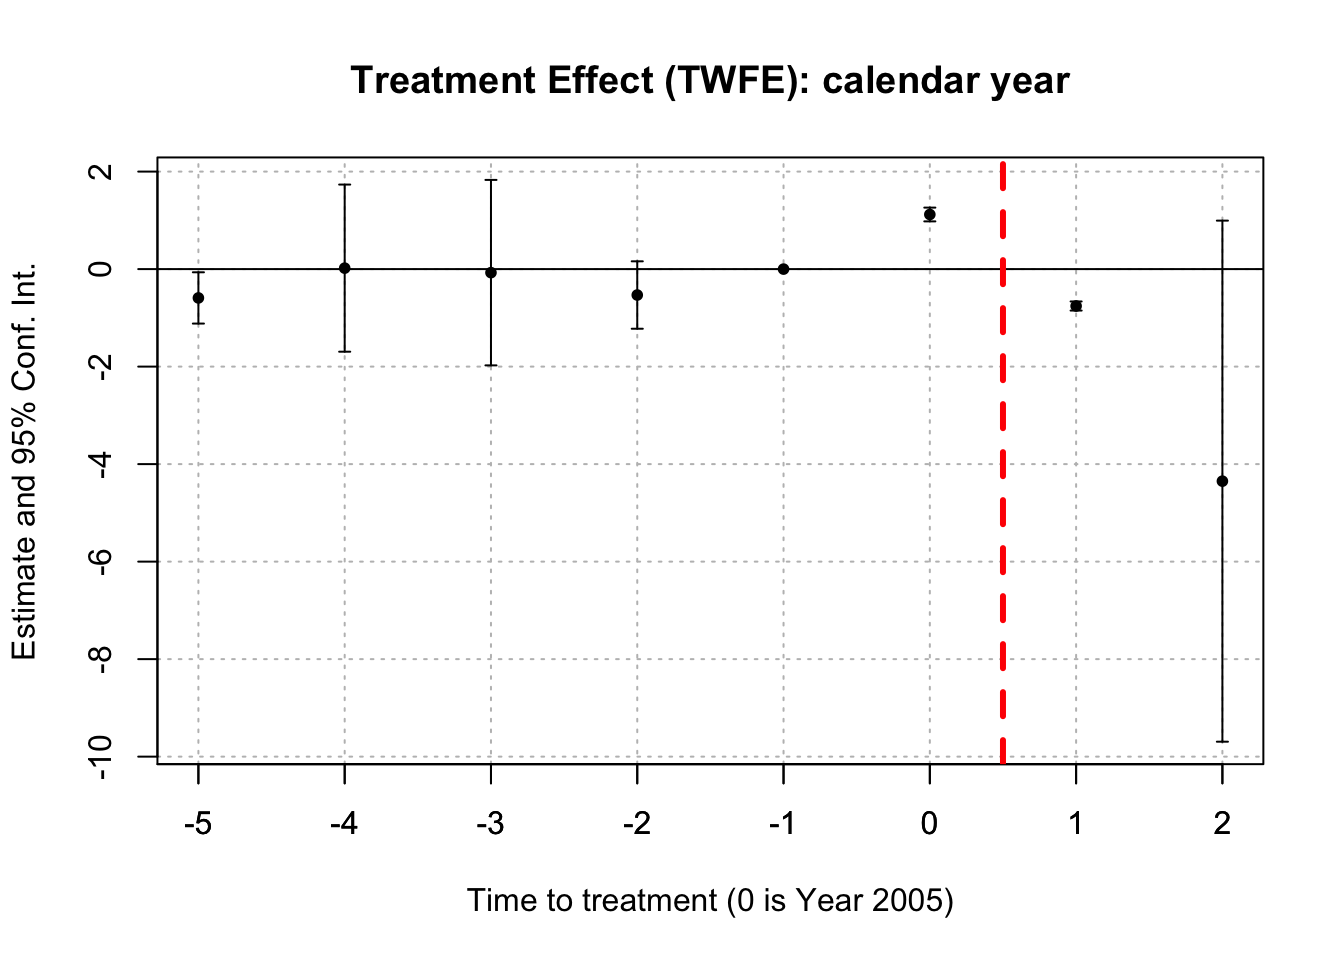 Treatment Effect (TWFE): calendar year
Estimate and 95% Conf. Int.
2
0
-2
-4
-6
-8
-10
-5 -4 -3 -2 -1 0 1 2
Time to treatment (0 is Year 2005)